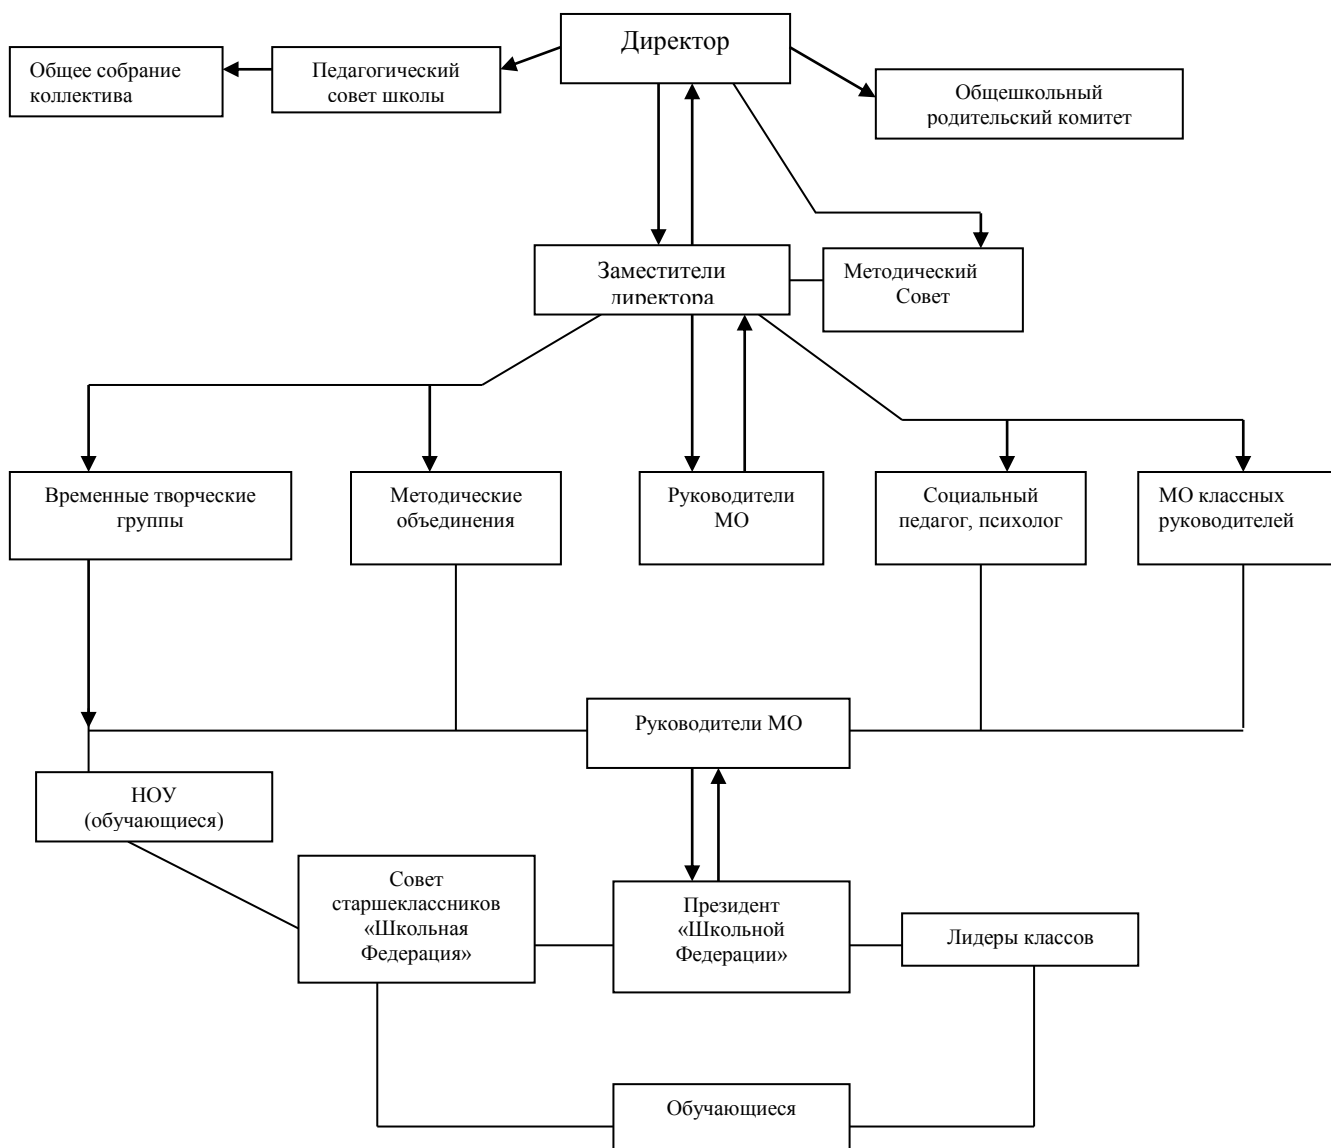 Директор
Общее собрание
коллектива
Педагогический
совет школы
Общешкольный
родительский комитет
Заместители
директора
Методический
Совет
Временные творческие
группы
Методические
объединения
Руководители
МО
Социальный
педагог, психолог
МО классных
руководителей
Руководители МО
НОУ
(обучающиеся)
Совет
старшеклассников
«Школьная
Федерация»
Президент
«Школьной
Федерации»
Лидеры классов
Обучающиеся